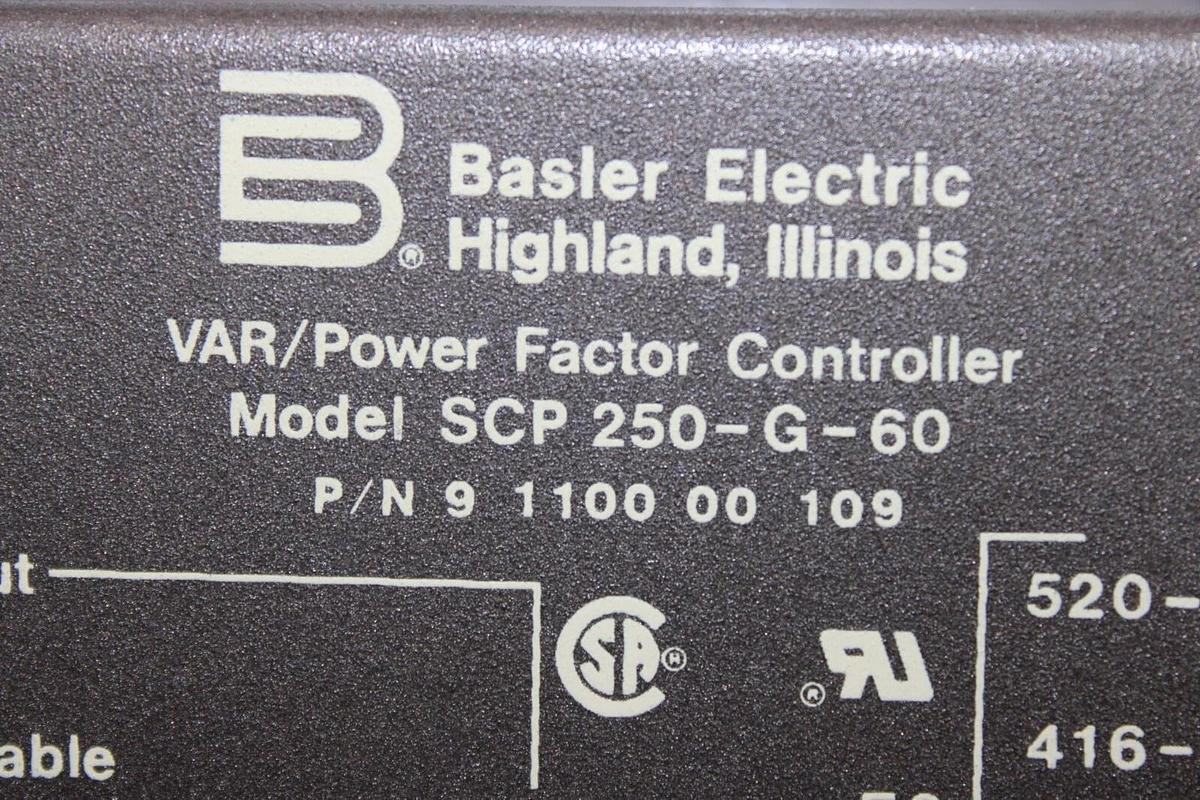 Basler Electric
Highland, Illinois
VAR/Power Factor Controller
Model SCP 250-G-60
P/N 9 1100 00 109
520-
SA
416-
able